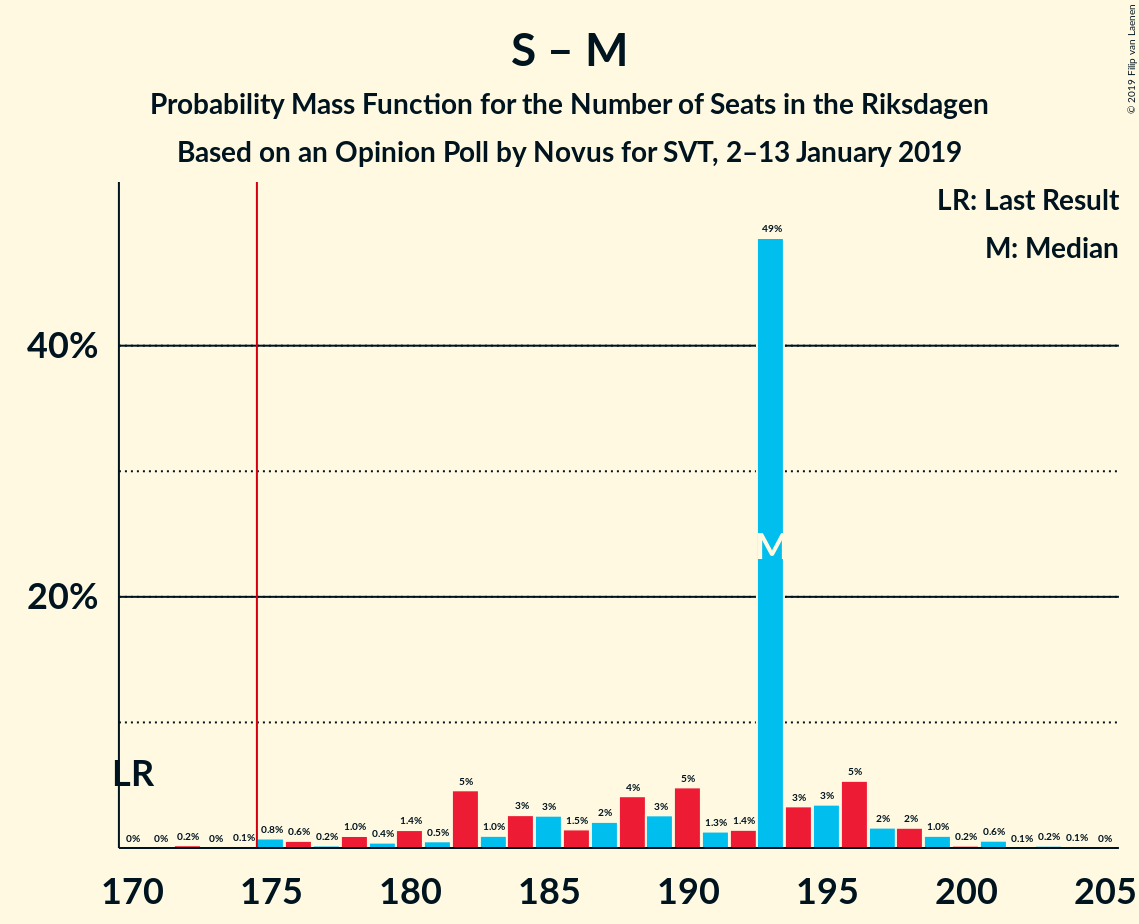 S – M
Probability Mass Function for the Number of Seats in the Riksdagen
Based on an Opinion Poll by Novus for SVT, 2–13 January 2019
© 2019 Filip van Laenen
LR: Last Result
M: Median
40%
20%
LR
M
0% 0% 0.2% 0% 0.1% 0.8% 0.6% 0.2% 1.0% 0.4% 1.4% 0.5% 5% 1.0% 3% 3% 1.5% 2% 4% 3% 5% 1.3% 1.4% 49% 3% 3% 5% 2% 2% 1.0% 0.2% 0.6% 0.1% 0.2% 0.1% 0%
170 175 180 185 190 195 200 205